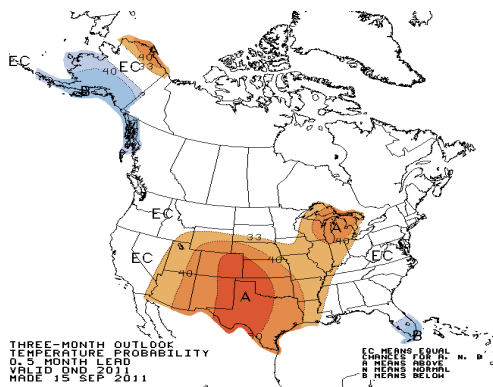 A
40
33
EC
EC
40
B
EC
33
A
40
EC
40
EC
40
A
B
THREE-MONTH OUTLOOK
TEMPERATURE PROBABILITY
0.5 MONTH LEAD
VALID OND 2011
MADE 15 SEP 2011
EC MEANS EQUAL
CHANCES FOR A, N, B
A MEANS ABOVE
N MEANS NORMAL
B MEANS BELOW